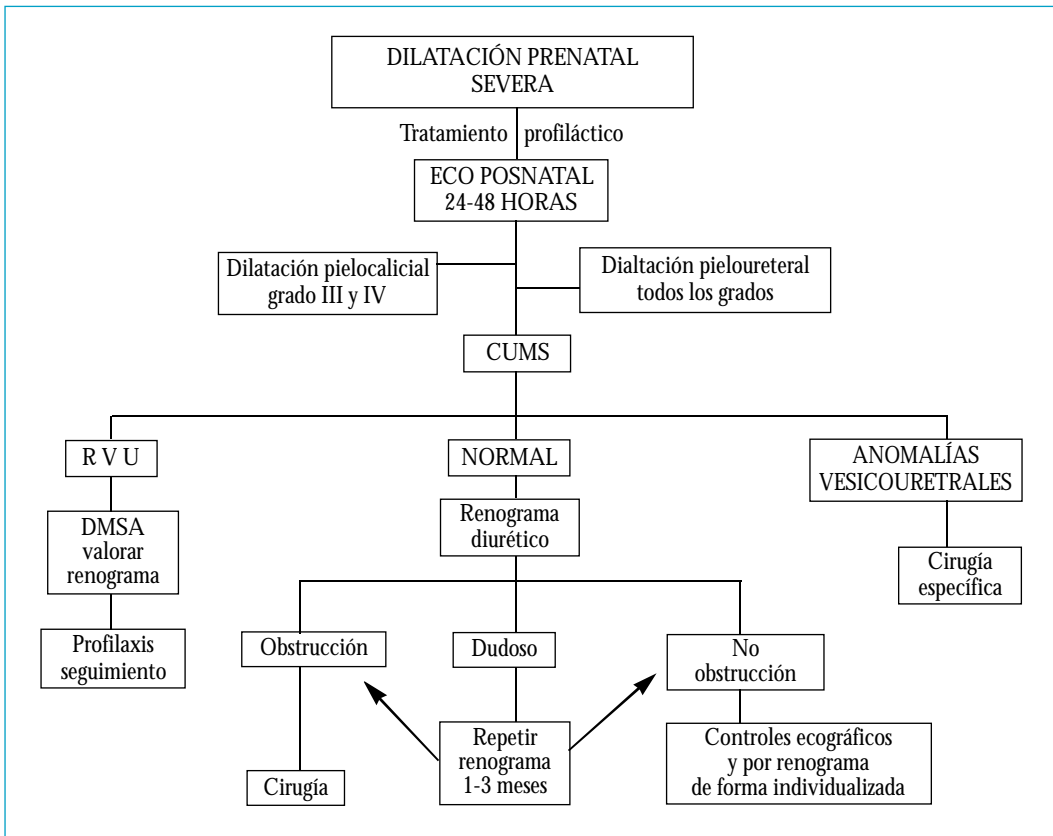 DILATACIÓN PRENATAL
SEVERA
Tratamiento profiláctico
ECO POSNATAL
24-48 HORAS
Dilatación pielocalicial
grado III y IV
Dialtación pieloureteral
todos los grados
CUMS
R V U
NORMAL
ANOMALÍAS
VESICOURETRALES
DMSA
valorar
renograma
Renograma
diurético
Cirugía
específica
Profilaxis
seguimiento
Obstrucción
Dudoso
No
obstrucción
Cirugía
Repetir
renograma
1-3 meses
Controles ecográficos
y por renograma
de forma individualizada